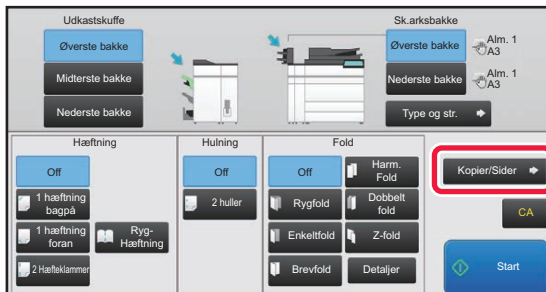 Udkastskuffe
Øverste bakke
Midterste bakke
Nederste bakke
Sk.arksbakke
Øverste bakke
Alm. 1
A3
Nederste bakke
Alm. 1
A3
Type og str.
Hæftning
Off
1 hæftning
bagpå
1 hæftning
foran
Ryg-
Hæftning
2 Hæfteklammer
Hulning
Off
2 huller
Fold
Off
Harm.
Fold
Rygfold
Dobbelt
fold
Enkeltfold
Z-fold
Brevfold
Detaljer
Kopier/Sider
CA
Start